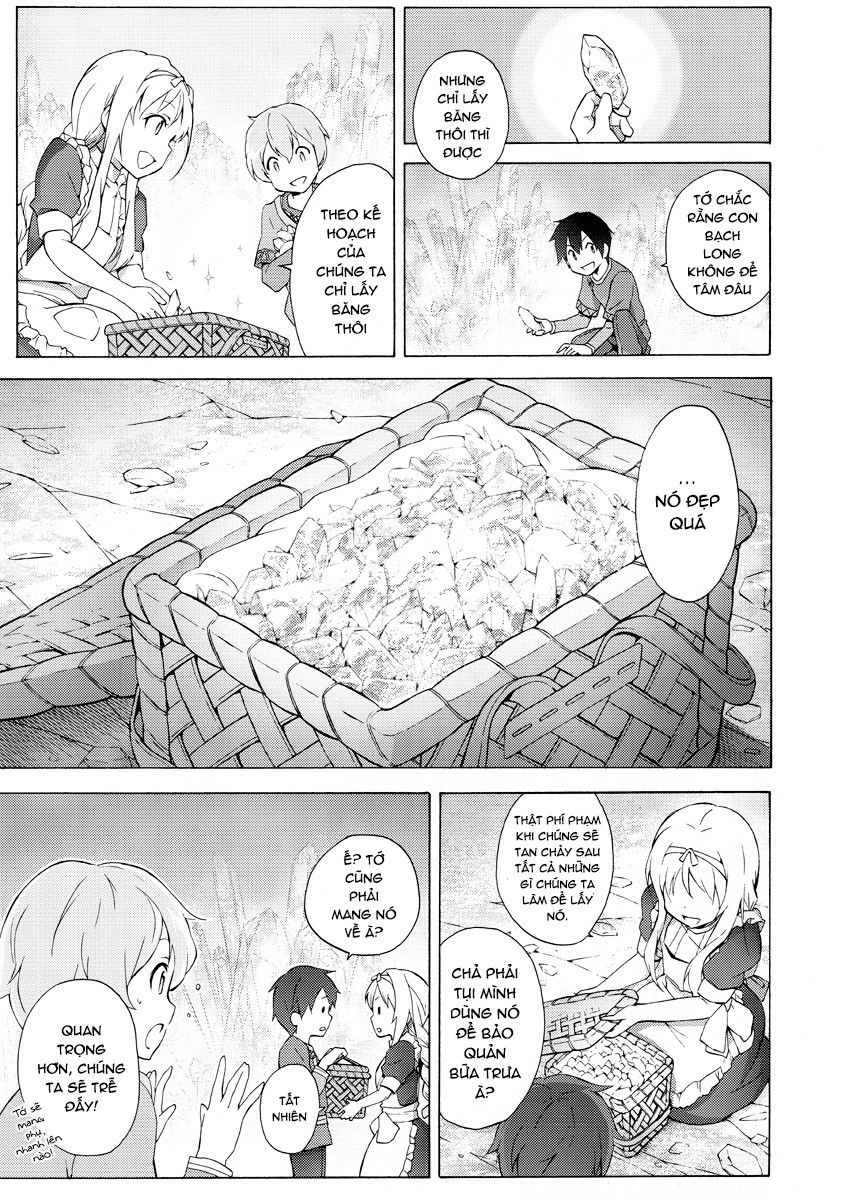 NHƯNG
CHỈ LẤY
BĂNG
THÔI THÌ
ĐƯỢC
TỚ CHẮC
RẰNG CON
BẠCH
LONG
KHÔNG ĐỂ
TÂM ĐÂU
THEO KẾ
HOẠCH
CỦA
CHÚNG TA
CHỈ LẤY
BĂNG
THÔI
...
NÓ ĐẸP
QUÁ
THẬT PHÍ PHẠM
KHI CHÚNG SẼ
TAN CHẢY SAU
TẤT CẢ NHỮNG
GÌ CHÚNG TA
LÀM ĐỂ LẤY
NÓ.
CHẢ PHẢI
TỤI MÌNH
DÙNG NÓ
ĐỂ BẢO
QUẢN
BỮA TRƯA
À?
Ế? TỚ
CŨNG
PHẢI
MANG NÓ
VỀ À?
TẤT
NHIÊN
QUAN
TRỌNG
HƠN, CHÚNG
TA SẼ TRỄ
ĐẤY!
Tớ sẽ
mang
phụ,
nhanh lên
nào!